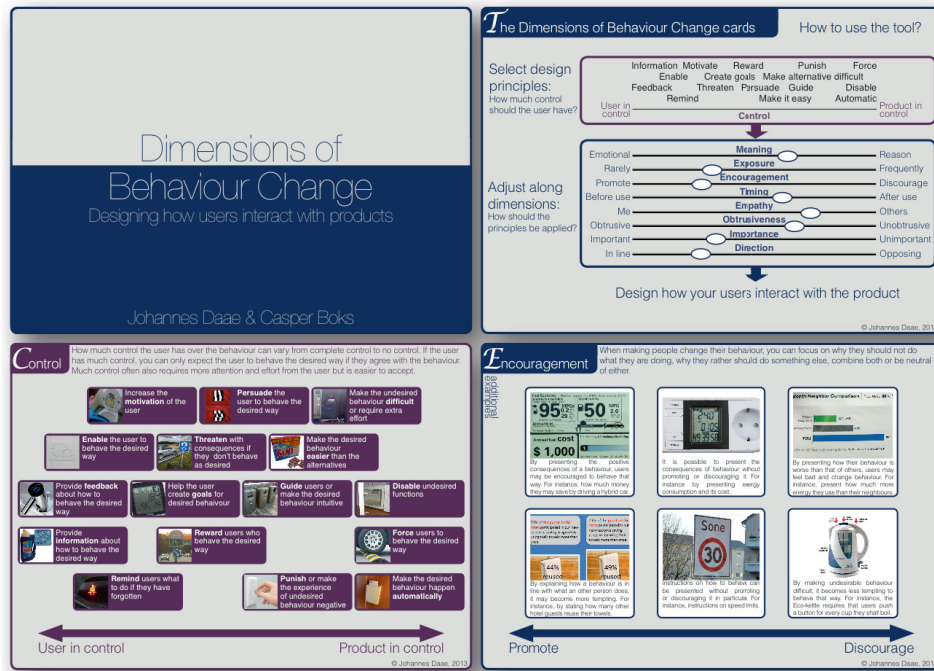 Dimensions of
Behaviour Change
Designing how users interact with products
Johannes Daae & Casper Boks
The Dimensions of Behaviour Change cards
How to use the tool?
Select design
principles:
How much control
should the user have?
Information Motivate Reward Punish Force
Enable Create goals Make alternative difficult
Feedback Threaten Persuade Guide Disable
Remind Make it easy Automatic
User in
control
Control
Product in
control
Adjust along
dimensions:
How should the
principles be applied?
Meaning
Emotional Reason
Exposure
Rarely Frequently
Encouragement
Promote Discourage
Timing
Before use After use
Empathy
Me Others
Obtrusiveness
Obtrusive Unobtrusive
Importance
Important Unimportant
Direction
In line Opposing
Design how your users interact with the product
© Johannes Daae, 201
Control
How much control the user has over the behaviour can vary from complete control to no control. If the user
has much control, you can only expect the user to behave the desired way if they agree with the behaviour.
Much control often also requires more attention and effort from the user but is easier to accept.
Increase the
motivation of the
user
Persuade the
user to behave the
desired way
Make the undesired
behaviour difficult
or require extra
effort
Enable the user to
behave the desired
way
Threaten with
consequences if
they don't behave
as desired
Make the desired
behaviour
easier than the
alternatives
Provide feedback
about how to
behave the
desired way
Help the user
create goals for
desired behaviour
Guide users or
make the desired
behaviour intuitive
Disable undesired
functions
Provide
information about
how to behave the
desired way
Reward users who
behave the desired
way
Force users to
behave the desired
way
Remind users what
to do if they have
forgotten
Punish or make
the experience
of undesired
behaviour negative
Make the desired
behaviour happen
automatically
User in control
Product in control
© Johannes Daae, 2013
Encouragement
When making people change their behaviour, you can focus on why they should not do
what they are doing, why they rather should do something else, combine both or be neutral
of either.
additional
examples
95
50
Annual cost
$ 1,000
By presenting the positive
consequences of a behaviour, users
may be encouraged to behave that
way. For instance, how much money
they may save by driving a hybrid car.
It is possible to present the
consequences of behaviour without
promoting or discouraging it For
instance by presenting exergy
consumption and its cost.
Neighbor Comparison
YOU
By presenting how their behaviour is
worse than that of others, users may
feel bad and change behaviour. For
instance, present how much more
energy they use than their neighbours
44%
reused
49%
reused
By explaining how a behaviour is in
line with what an other person does,
it may become more tempting. For
instance, by stating how many other
hotel guests reuse their towels.
Sone
30
Instructions on how to behave can
be presented without promoting
or discouraging it in particula. For
instance, instructions on speed limits.
By making undesirable behaviour
difficult, it becomes less tempting to
behave that way. For instance, the
Eco-kettle requires that users push
a button for every cup they shall boil.
Promote
Discourage
© Johannes Daae, 201